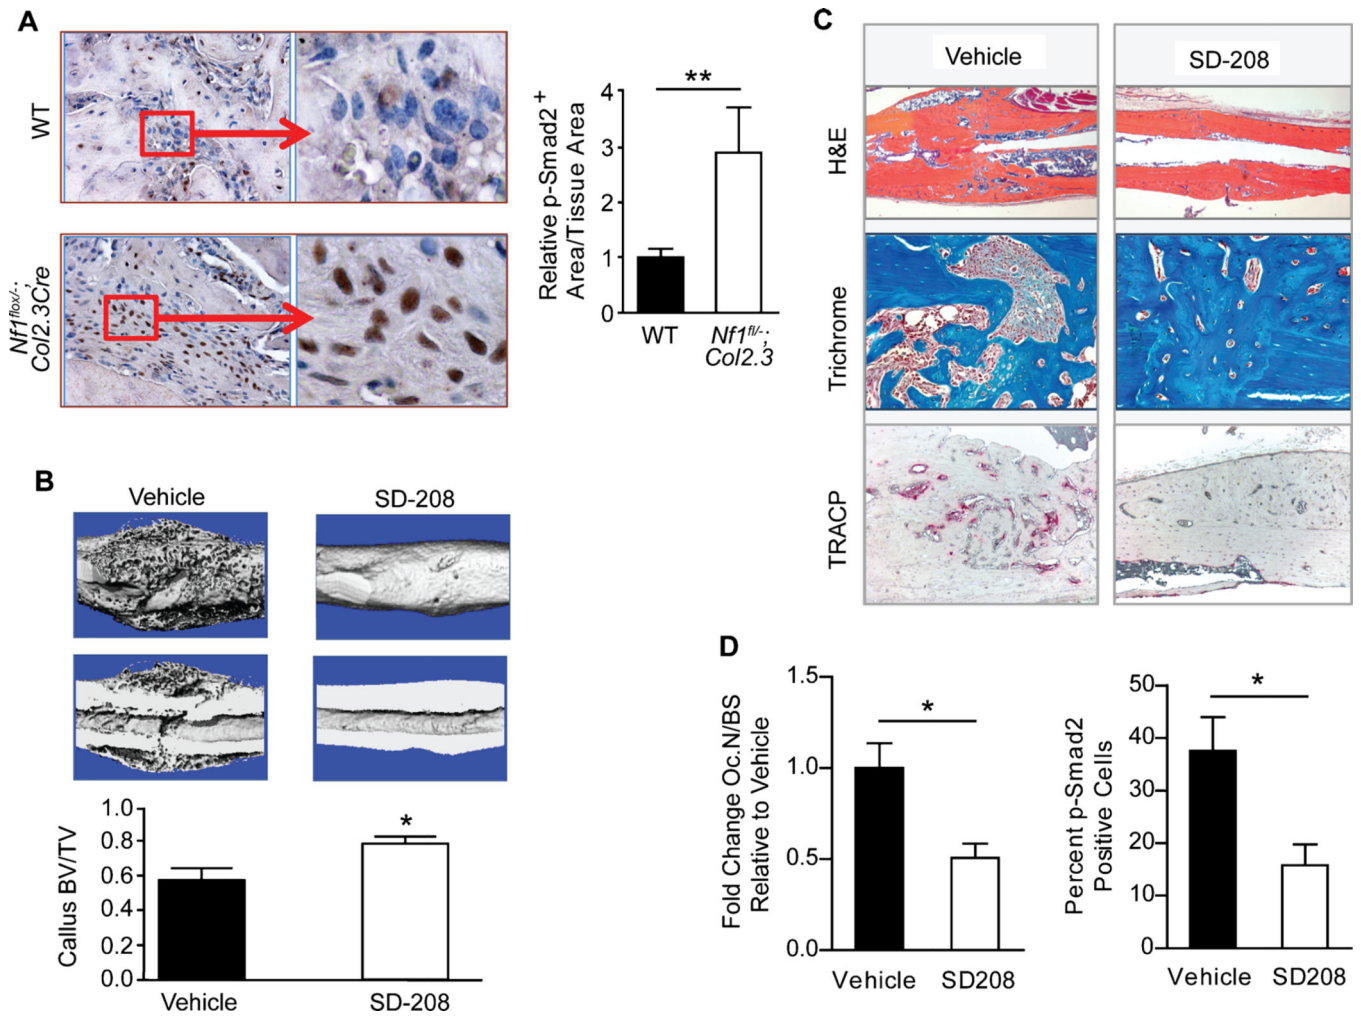 A
WT
Nf1flox/-;
Col2.3Cre
**
Relative p-Smad2+
Area/Tissue Area
5
4
3
2
1
0
WT
Nf1fl/-;
Col2.3
B
Vehicle
SD-208
Callus BV/TV
1.0
0.8
0.6
0.4
0.2
0.0
*
Vehicle
SD-208
C
Vehicle
SD-208
H&E
Trichrome
TRACP
D
Fold Change Oc.N/BS
Relative to Vehicle
1.5
1.0
0.5
0.0
*
Vehicle
SD208
Percent p-Smad2
Positive Cells
50
40
30
20
10
0
*
Vehicle
SD208